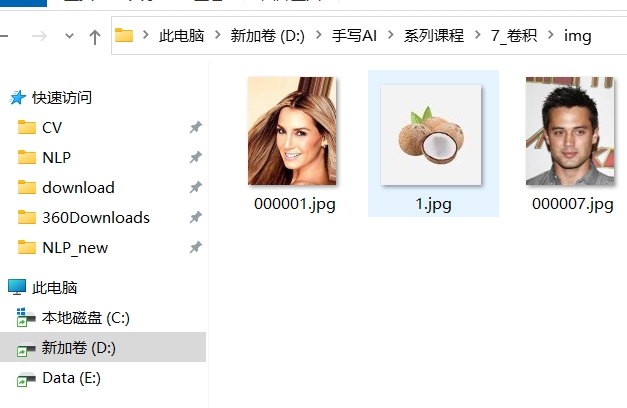 此电脑 > 新加卷 (D:) > 手写AI > 系列课程 > 7_卷积 > img
快速访问
CV
NLP
download
360Downloads
NLP_new
此电脑
本地磁盘 (C:)
新加卷 (D:)
Data (E:)
000001.jpg
1.jpg
000007.jpg